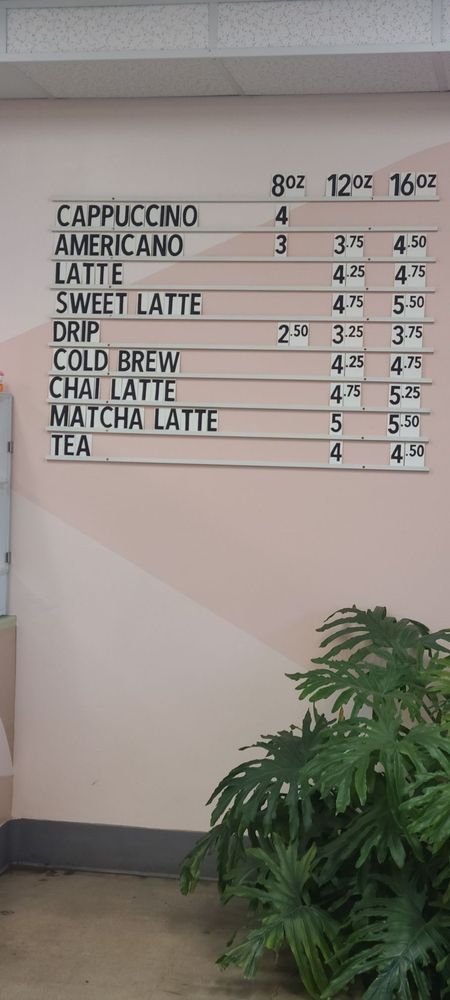 8OZ 12OZ 16OZ
CAPPUCCINO 4
AMERICANO 3 3.75 4.50
LATTE 4.25 4.75
SWEET LATTE 4.75 5.50
DRIP 2.50 3.25 3.75
COLD BREW 4.25 4.75
CHAI LATTE 4.75 5.25
MATCHA LATTE 5 5.50
TEA 4 4.50